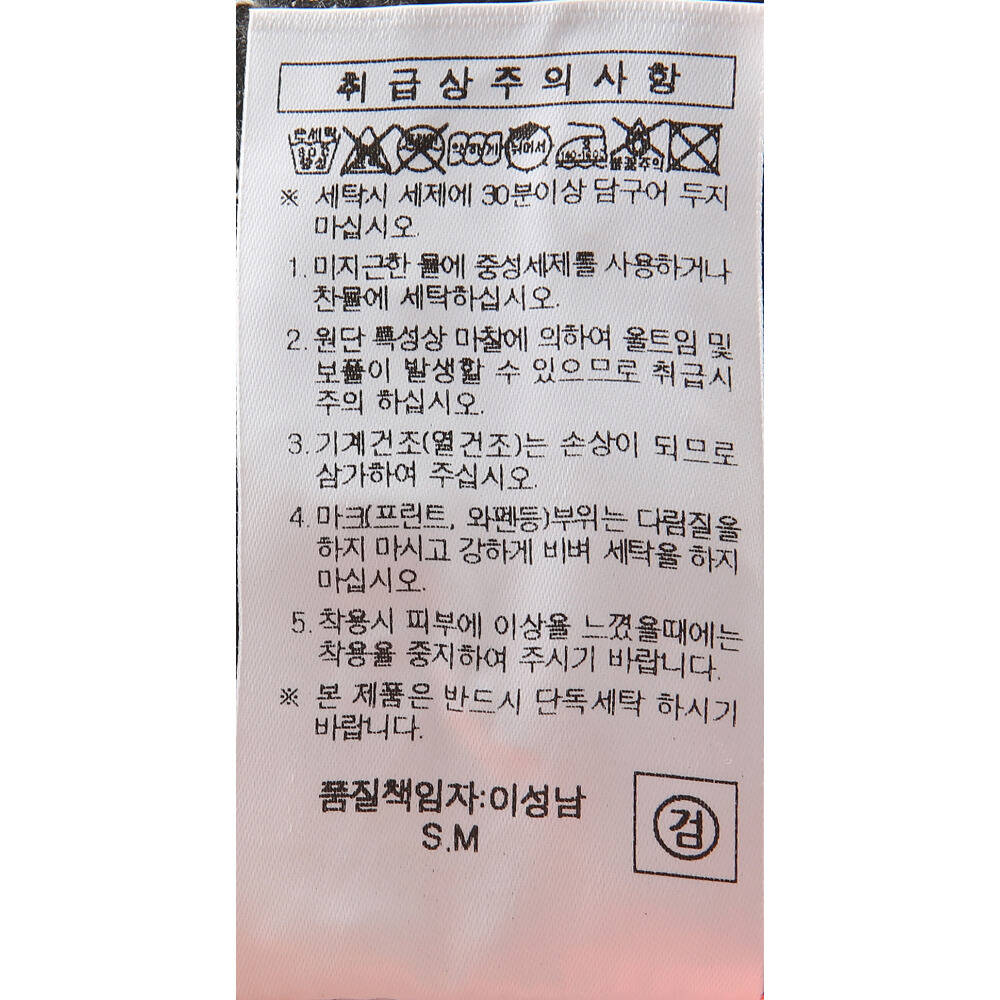 취급상주의사항
※ 세탁시 세제에 30분이상 담구어 두지
마십시오.
1. 미지근한 물에 중성세제를 사용하거나
찬물에 세탁하십시오.
2. 원단 특성상 마찰에 의하여 올트임 및
보풀이 발생할 수 있으므로 취급시
주의 하십시오.
3. 기계건조(열건조)는 손상이 되므로
삼가하여 주십시오.
4. 마크(프린트, 와펜등)부위는 다림질을
하지 마시고 강하게 비벼 세탁을 하지
마십시오.
5. 착용시 피부에 이상을 느꼈을때에는
착용을 중지하여 주시기 바랍니다.
※ 본 제품은 반드시 단독세탁 하시기
바랍니다.
품질책임자:이성남
S.M
검